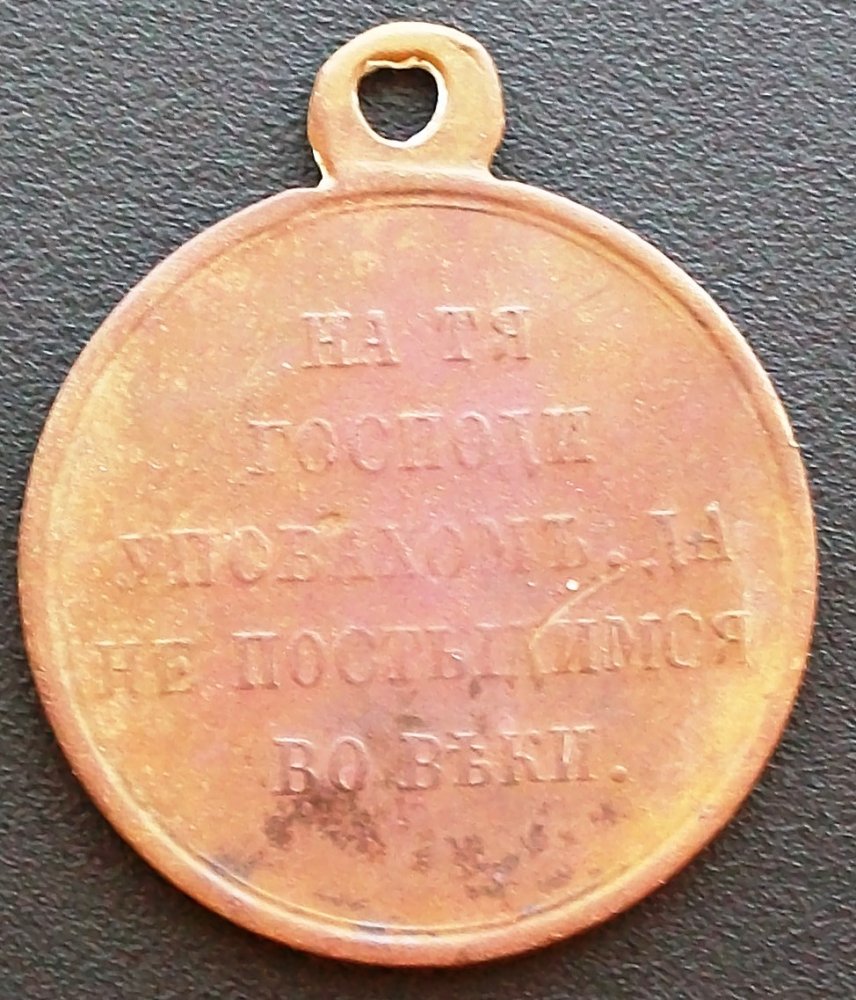 НА ТЯ
ГОСПОДИ
УПОВАХОМЪ, ДА
НЕ ПОСТЫДИМСЯ
ВО ВѢКИ.